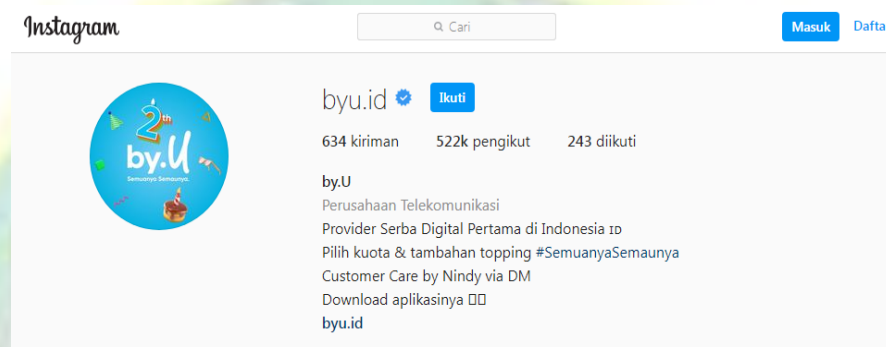 Instagram
Cari
Masuk
Dafta
2th
by.U
Semuanya Semaunya.
byu.id
Ikuti
634 kiriman 522k pengikut 243 diikuti
by.U
Perusahaan Telekomunikasi
Provider Serba Digital Pertama di Indonesia ɪᴅ
Pilih kuota & tambahan topping #SemuanyaSemaunya
Customer Care by Nindy via DM
Download aplikasinya ▯▯
byu.id